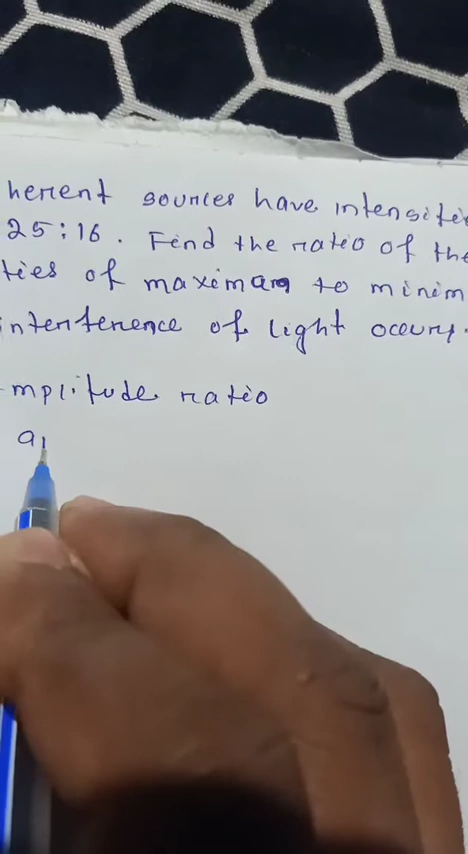 herent sources have intensitie
25:16. Find the ratio of the
ties of maximam to minim
interference of light occurs.
mplitude ratio
a1